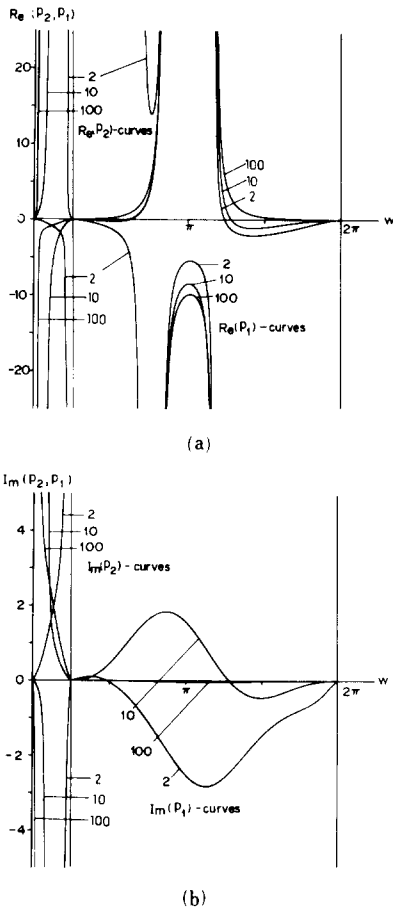 Re (P2, P1)
20
2
10
100
Re(P2)-curves
10
100
10
2
0
π
2π
w
2
10
100
-10
2
10
100
Re(P1)-curves
-20
(a)
Im (P2, P1)
4
2
10
100
Im(P2)-curves
2
0
π
2π
w
10
100
2
-2
2
10
100
Im(P1)-curves
-4
(b)